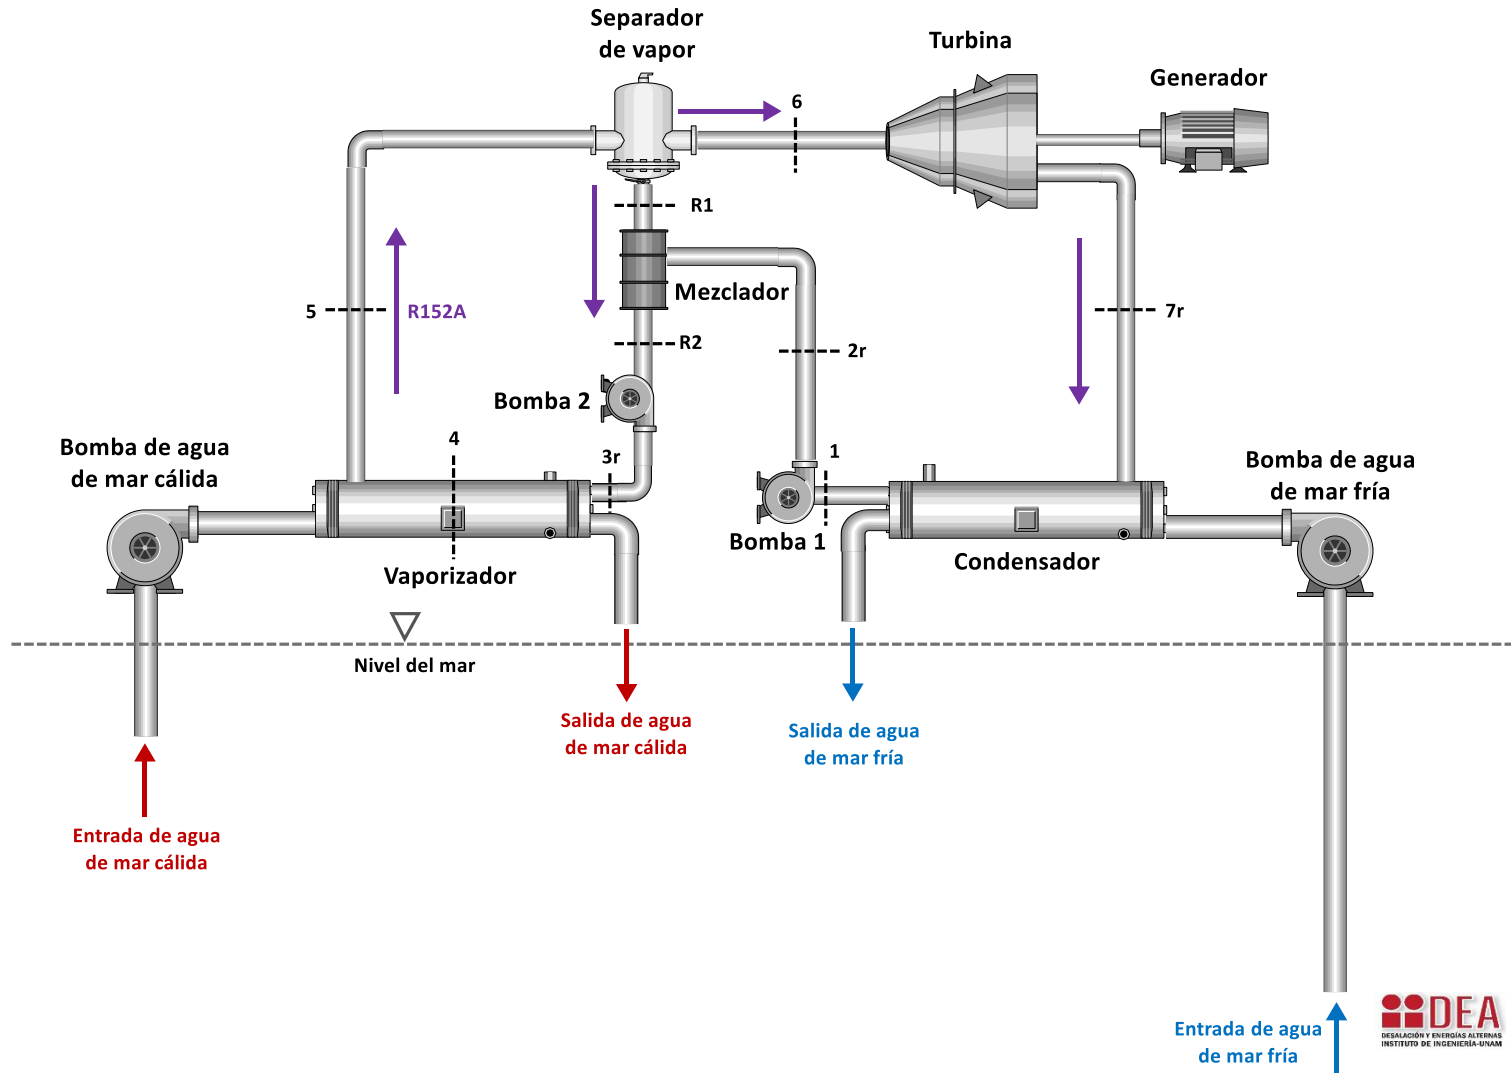 Separador
de vapor
Turbina
Generador
6
R1
Mezclador
5
R152A
7r
R2
2r
Bomba 2
Bomba de agua
de mar cálida
4
3r
1
Bomba de agua
de mar fría
Bomba 1
Vaporizador
Condensador
Nivel del mar
Salida de agua
de mar cálida
Salida de agua
de mar fría
Entrada de agua
de mar cálida
Entrada de agua
de mar fría
DEA
DESALACIÓN Y ENERGÍAS ALTERNAS
INSTITUTO DE INGENIERÍA-UNAM